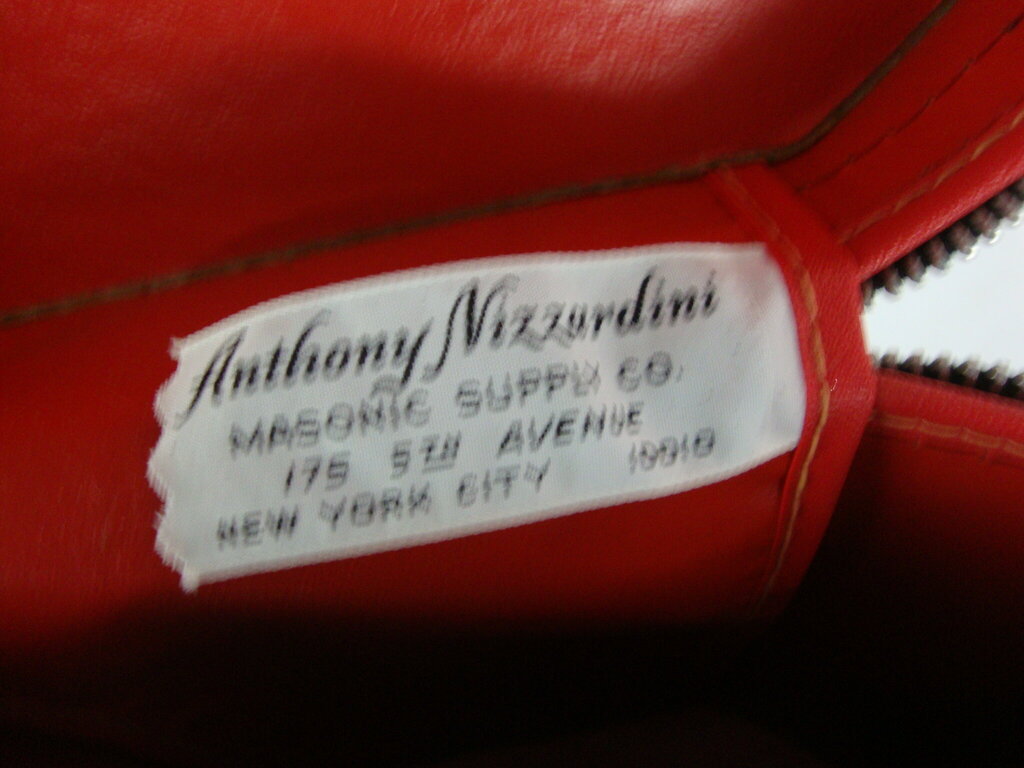 Anthony Nizzardini
MASONIC SUPPLY CO.
175 5TH AVENUE
NEW YORK CITY 10010